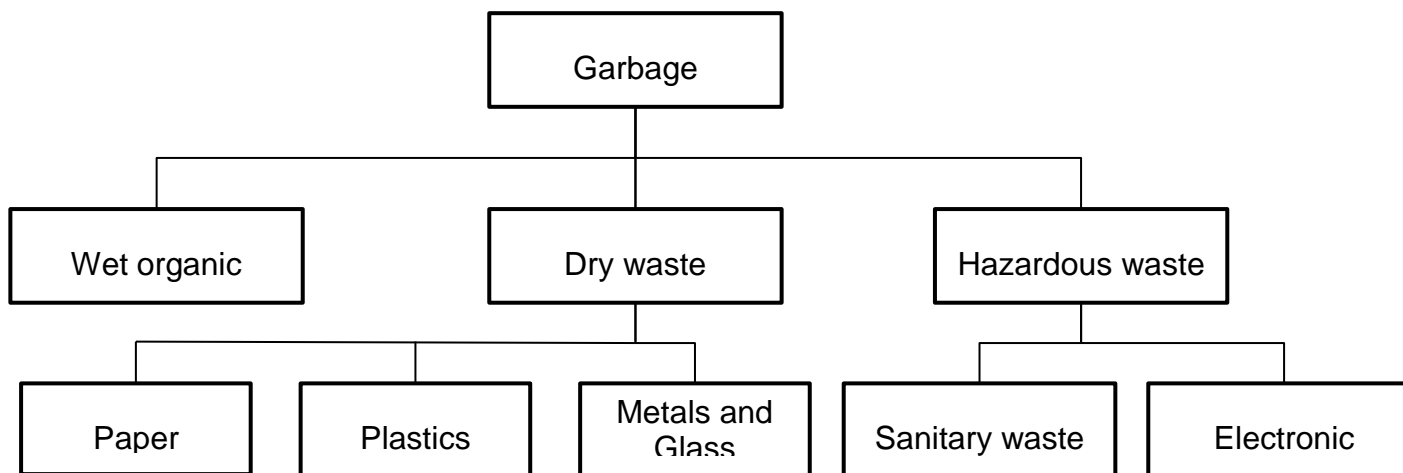 Garbage
Wet organic
Dry waste
Hazardous waste
Paper
Plastics
Metals and
Glass
Sanitary waste
Electronic